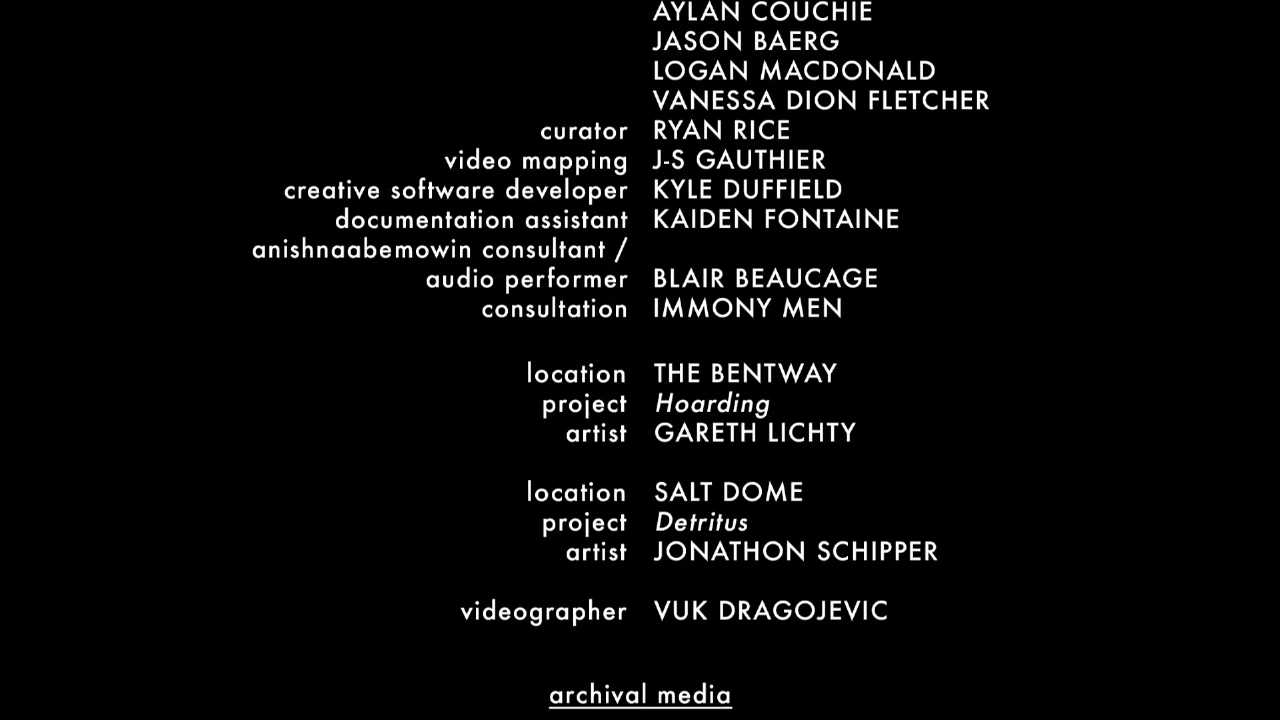 AYLAN COUCHIE
JASON BAERG
LOGAN MACDONALD
VANESSA DION FLETCHER
curator RYAN RICE
video mapping J-S GAUTHIER
creative software developer KYLE DUFFIELD
documentation assistant KAIDEN FONTAINE
anishnaabemowin consultant /
audio performer BLAIR BEAUCAGE
consultation IMMONY MEN
location THE BENTWAY
project Hoarding
artist GARETH LICHTY
location SALT DOME
project Detritus
artist JONATHON SCHIPPER
videographer VUK DRAGOJEVIC
archival media